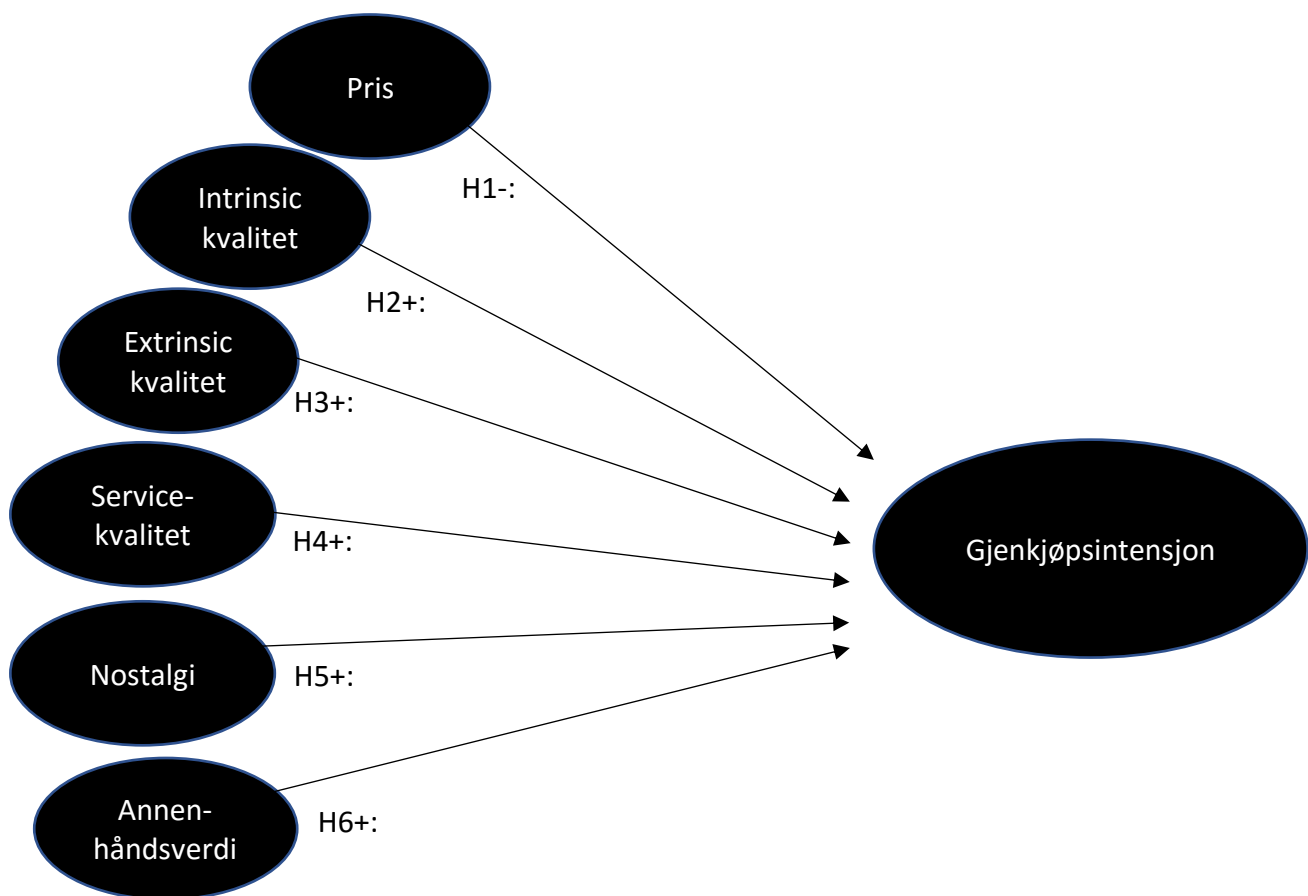 Pris
H1-:
Intrinsic
kvalitet
H2+:
Extrinsic
kvalitet
H3+:
Service-
kvalitet
H4+:
Gjenkjøpsintensjon
Nostalgi
H5+:
Annen-
håndsverdi
H6+: